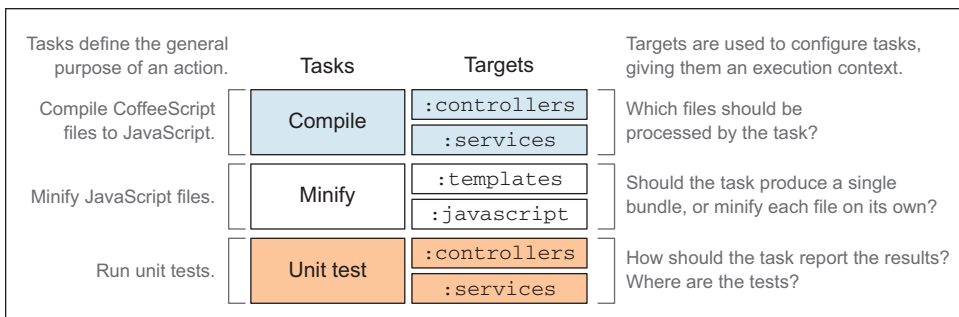 Tasks define the general
purpose of an action.
Tasks
Targets
Targets are used to configure tasks,
giving them an execution context.
Compile CoffeeScript
files to JavaScript.
Compile
:controllers
:services
Which files should be
processed by the task?
Minify JavaScript files.
Minify
:templates
:javascript
Should the task produce a single
bundle, or minify each file on its own?
Run unit tests.
Unit test
:controllers
:services
How should the task report the results?
Where are the tests?